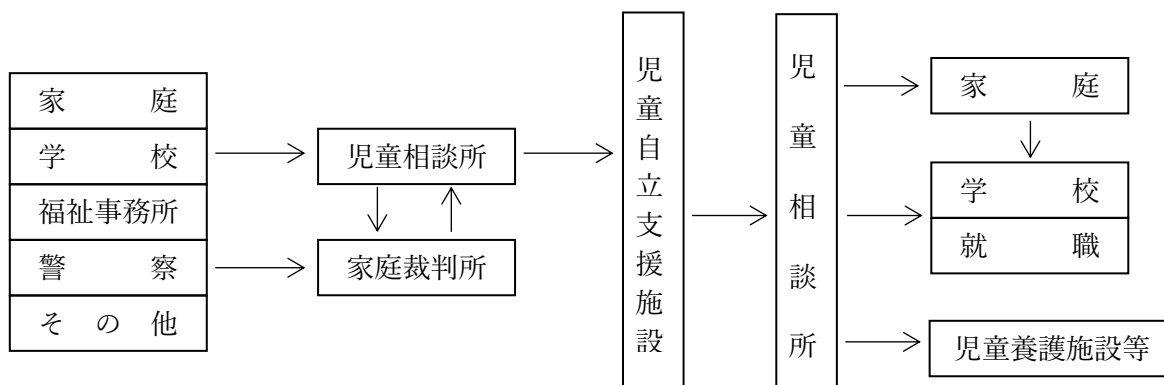 家庭
学校
福祉事務所
警察
その他
児童相談所
家庭裁判所
児童自立支援施設
児童相談所
家庭
学校
就職
児童養護施設等